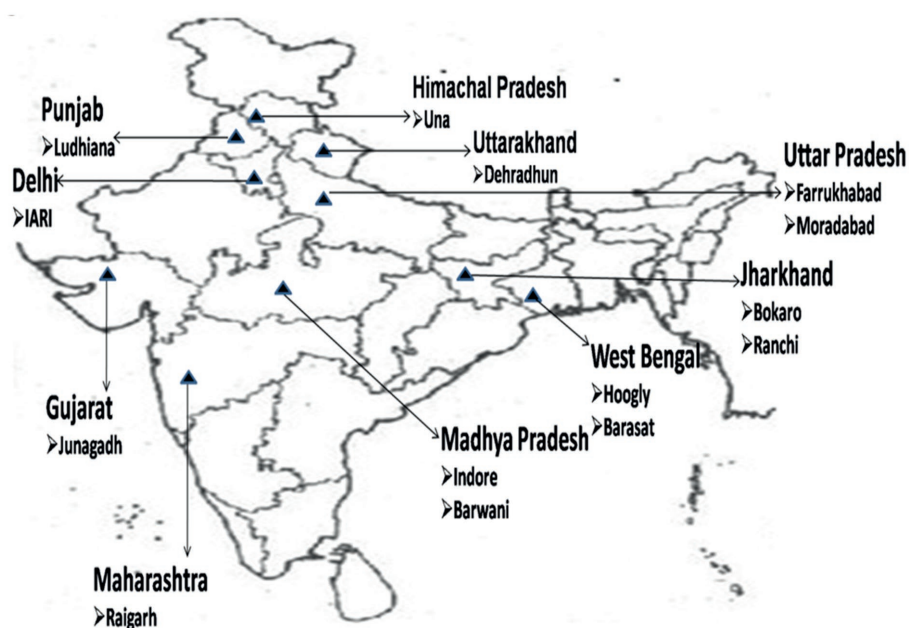 Himachal Pradesh
➢Una
Punjab
➢Ludhiana
Uttarakhand
➢Dehradhun
Uttar Pradesh
➢Farrukhabad
➢Moradabad
Delhi
➢IARI
Jharkhand
➢Bokaro
➢Ranchi
West Bengal
➢Hoogly
➢Barasat
Gujarat
➢Junagadh
Madhya Pradesh
➢Indore
➢Barwani
Maharashtra
➢Raigarh